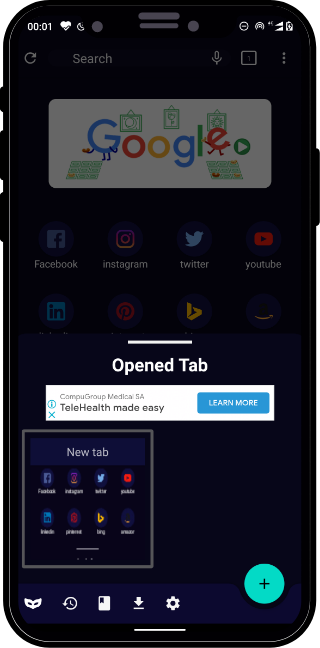 00:01
Search
1
Google
Facebook
instagram
twitter
youtube
Opened Tab
CompuGroup Medical SA
TeleHealth made easy
LEARN MORE
New tab
Facebook
instagram
twitter
youtube
linkedin
pinterest
bing
amazon